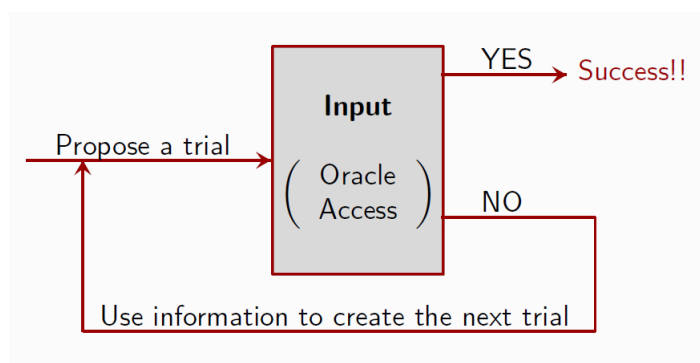 YES
Success!!
Input
Propose a trial
Oracle
Access
NO
Use information to create the next trial